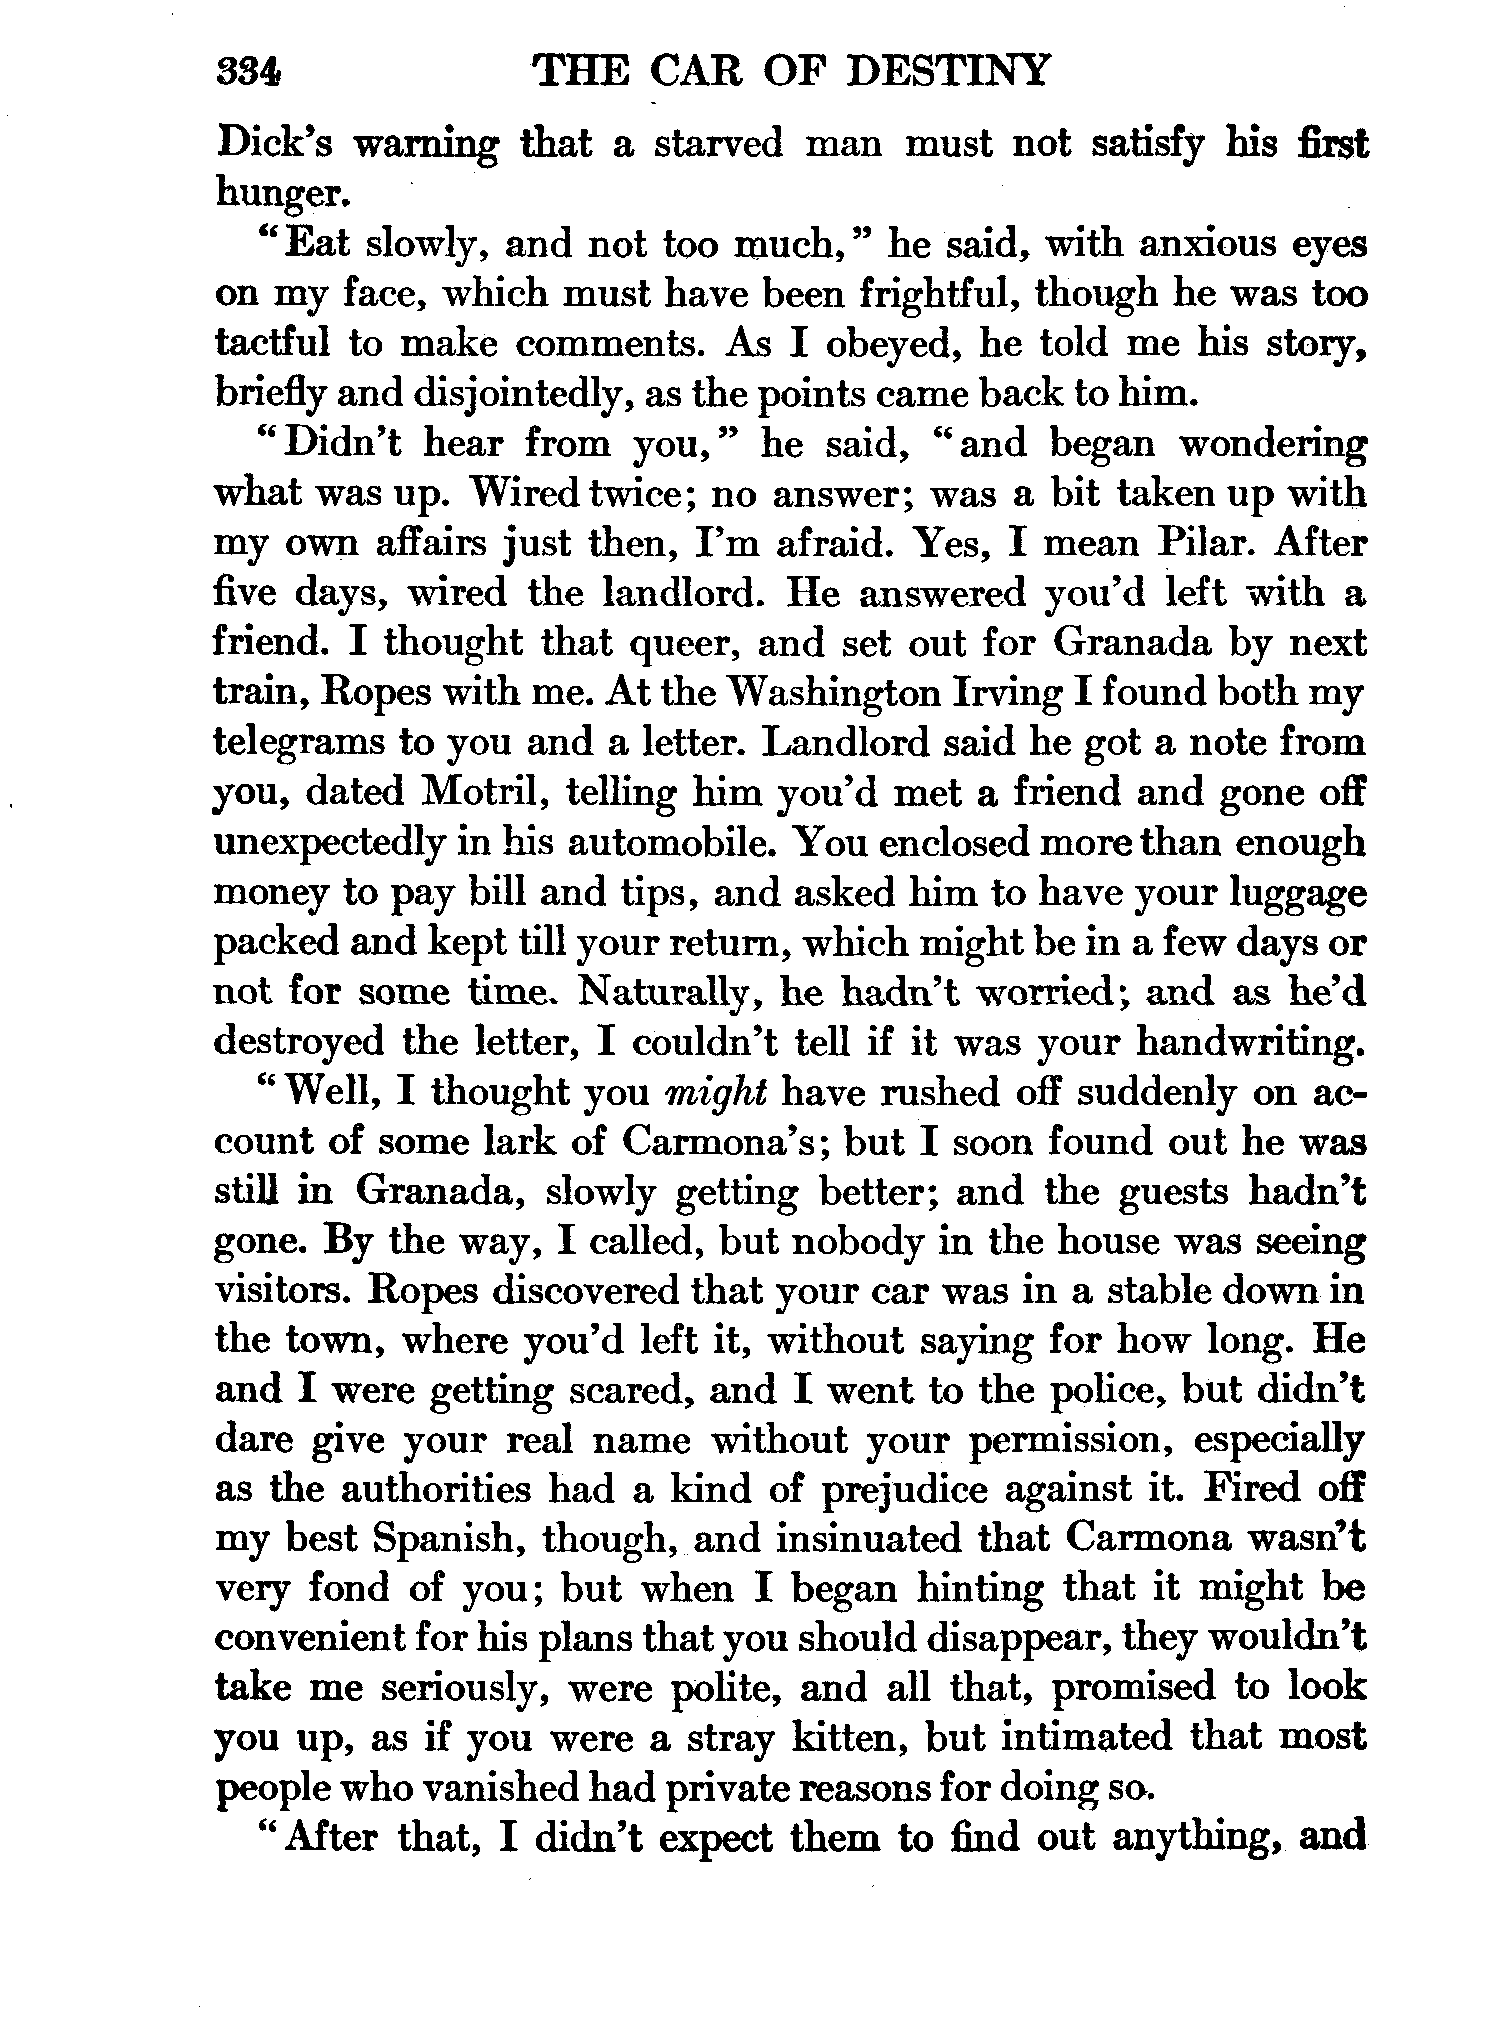 334 THE CAR OF DESTINY
Dick's warning that a starved man must not satisfy his first
hunger.
"Eat slowly, and not too much," he said, with anxious eyes
on my face, which must have been frightful, though he was too
tactful to make comments. As I obeyed, he told me his story,
briefly and disjointedly, as the points came back to him.
"Didn't hear from you," he said, "and began wondering
what was up. Wired twice; no answer; was a bit taken up with
my own affairs just then, I'm afraid. Yes, I mean Pilar. After
five days, wired the landlord. He answered you'd left with a
friend. I thought that queer, and set out for Granada by next
train, Ropes with me. At the Washington Irving I found both my
telegrams to you and a letter. Landlord said he got a note from
you, dated Motril, telling him you'd met a friend and gone off
unexpectedly in his automobile. You enclosed more than enough
money to pay bill and tips, and asked him to have your luggage
packed and kept till your return, which might be in a few days or
not for some time. Naturally, he hadn't worried; and as he'd
destroyed the letter, I couldn't tell if it was your handwriting.
"Well, I thought you might have rushed off suddenly on ac-
count of some lark of Carmona's; but I soon found out he was
still in Granada, slowly getting better; and the guests hadn't
gone. By the way, I called, but nobody in the house was seeing
visitors. Ropes discovered that your car was in a stable down in
the town, where you'd left it, without saying for how long. He
and I were getting scared, and I went to the police, but didn't
dare give your real name without your permission, especially
as the authorities had a kind of prejudice against it. Fired off
my best Spanish, though, and insinuated that Carmona wasn't
very fond of you; but when I began hinting that it might be
convenient for his plans that you should disappear, they wouldn't
take me seriously, were polite, and all that, promised to look
you up, as if you were a stray kitten, but intimated that most
people who vanished had private reasons for doing so.
"After that, I didn't expect them to find out anything, and